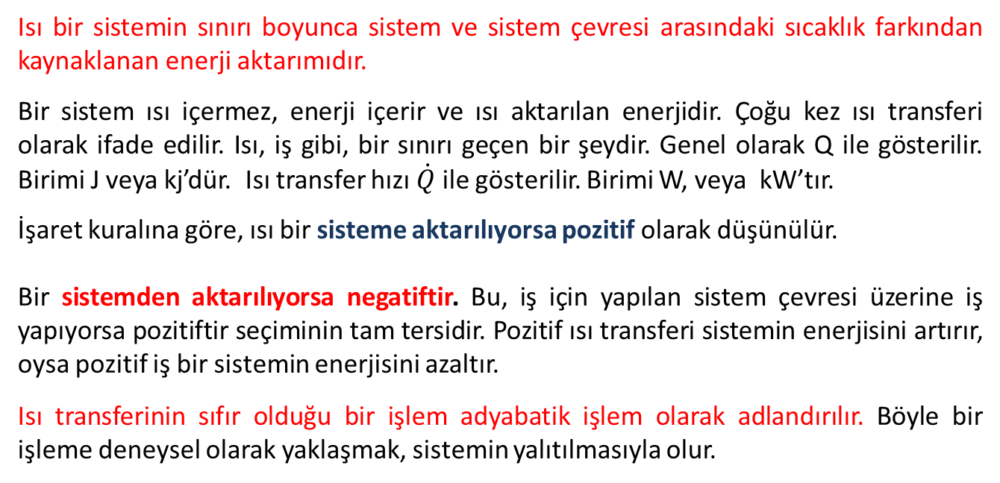 Isı bir sistemin sınırı boyunca sistem ve sistem çevresi arasındaki sıcaklık farkından
kaynaklanan enerji aktarımıdır.
Bir sistem ısı içermez, enerji içerir ve ısı aktarılan enerjidir. Çoğu kez ısı transferi
olarak ifade edilir. Isı, iş gibi, bir sınırı geçen bir şeydir. Genel olarak Q ile gösterilir.
Birimi J veya kj’dür. Isı transfer hızı Q̇ ile gösterilir. Birimi W, veya kW’tır.
İşaret kuralına göre, ısı bir sisteme aktarılıyorsa pozitif olarak düşünülür.
Bir sistemden aktarılıyorsa negatiftir. Bu, iş için yapılan sistem çevresi üzerine iş
yapıyorsa pozitiftir seçiminin tam tersidir. Pozitif ısı transferi sistemin enerjisini artırır,
oysa pozitif iş bir sistemin enerjisini azaltır.
Isı transferinin sıfır olduğu bir işlem adyabatik işlem olarak adlandırılır. Böyle bir
işleme deneysel olarak yaklaşmak, sistemin yalıtılmasıyla olur.